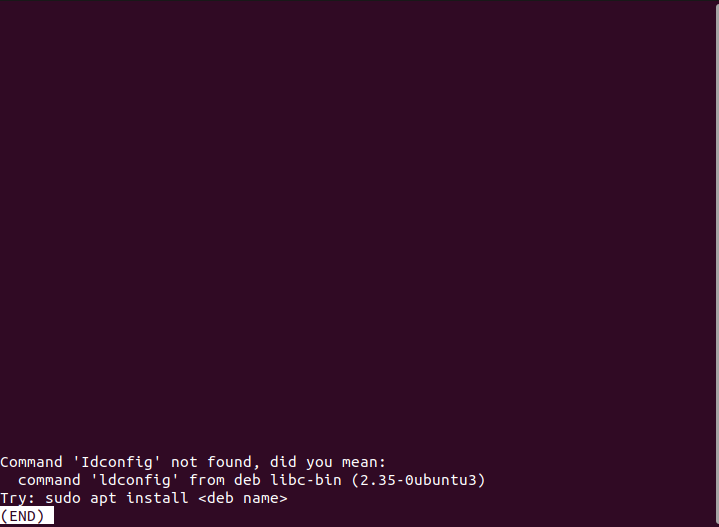 Command 'Idconfig' not found, did you mean:
command 'ldconfig' from deb libc-bin (2.35-0ubuntu3)
Try: sudo apt install <deb name>
(END)